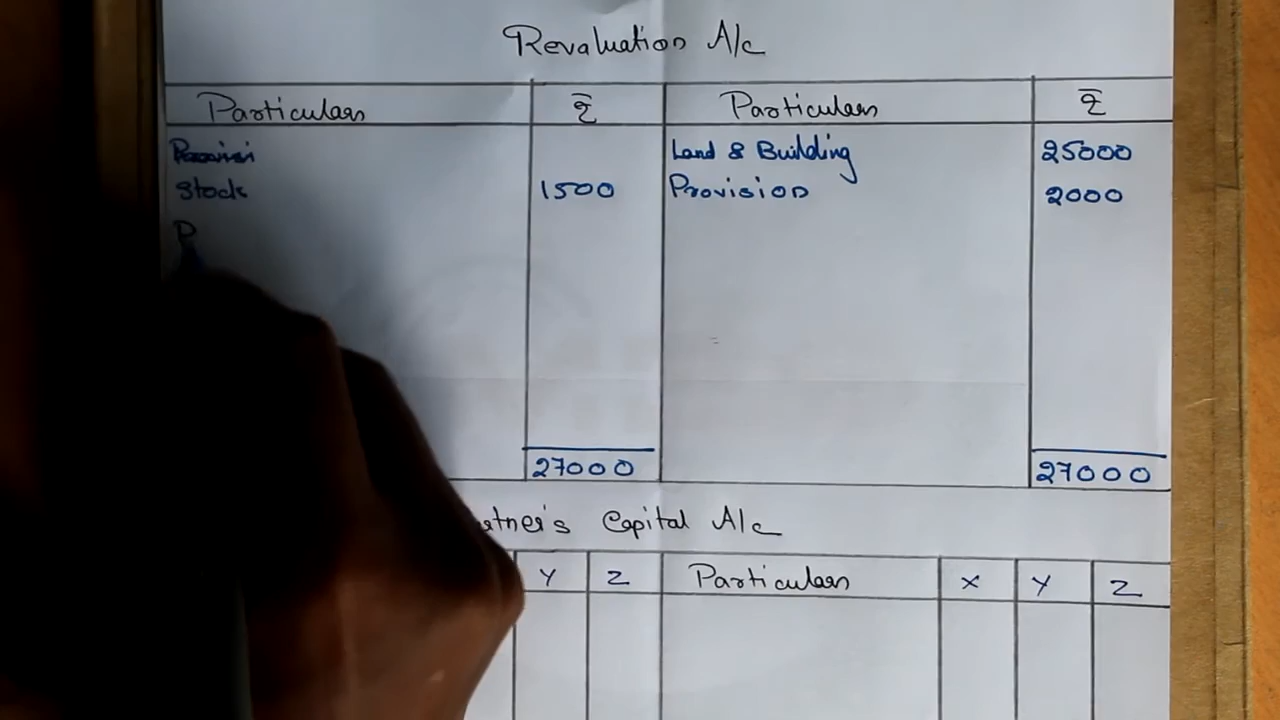 Revaluation A/c
Particulars ₹ Particulars ₹
Land & Building 25000
Stock 1500 Provision 2000
P
27000 27000
Capital A/c
Y Z Particulars X Y Z